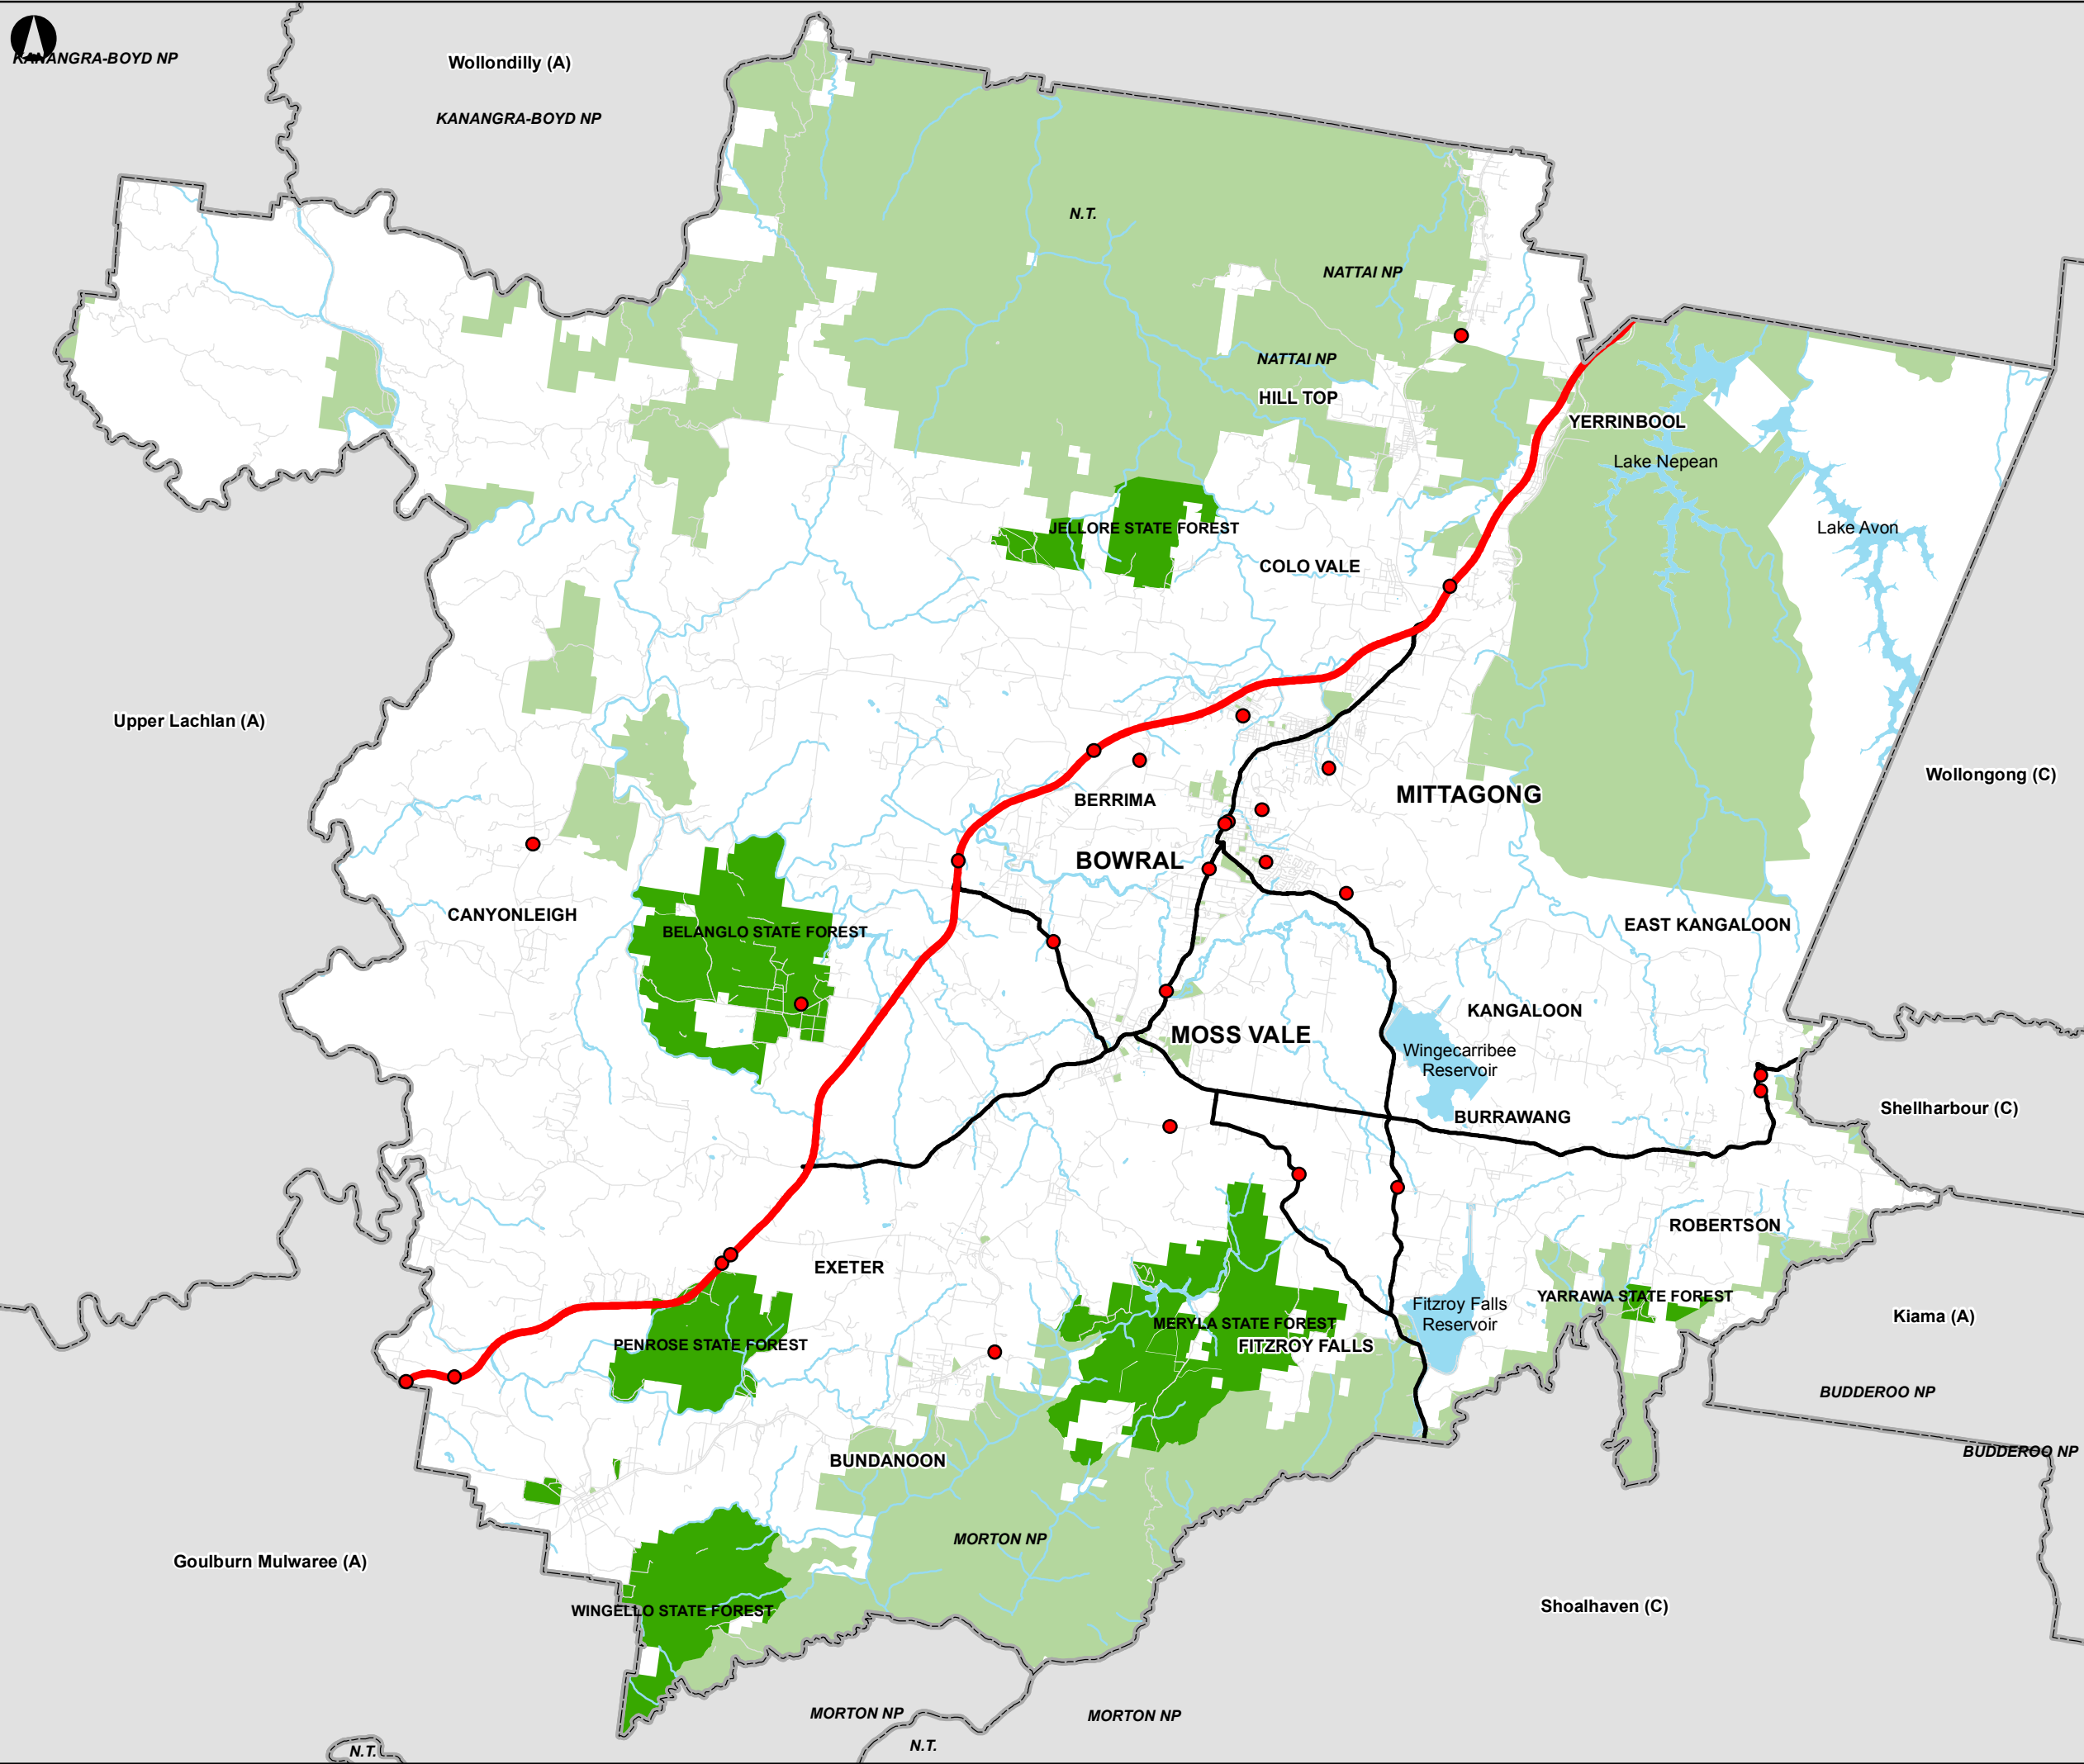 KANANGRA-BOYD NP
Wollondilly (A)
KANANGRA-BOYD NP
N.T.
NATTAI NP
NATTAI NP
HILL TOP
YERRINBOOL
Lake Nepean
Lake Avon
JELLORE STATE FOREST
COLO VALE
Upper Lachlan (A)
Wollongong (C)
MITTAGONG
BERRIMA
BOWRAL
CANYONLEIGH
EAST KANGALOON
BELANGLO STATE FOREST
KANGALOON
MOSS VALE
Wingecarribee
Reservoir
Shellharbour (C)
BURRAWANG
ROBERTSON
EXETER
YARRAWA STATE FOREST
Fitzroy Falls
Reservoir
Kiama (A)
MERYLA STATE FOREST
PENROSE STATE FOREST
FITZROY FALLS
BUDDEROO NP
BUDDEROO NP
BUNDANOON
MORTON NP
Goulburn Mulwaree (A)
Shoalhaven (C)
WINGELLO STATE FOREST
MORTON NP
MORTON NP
N.T.
N.T.